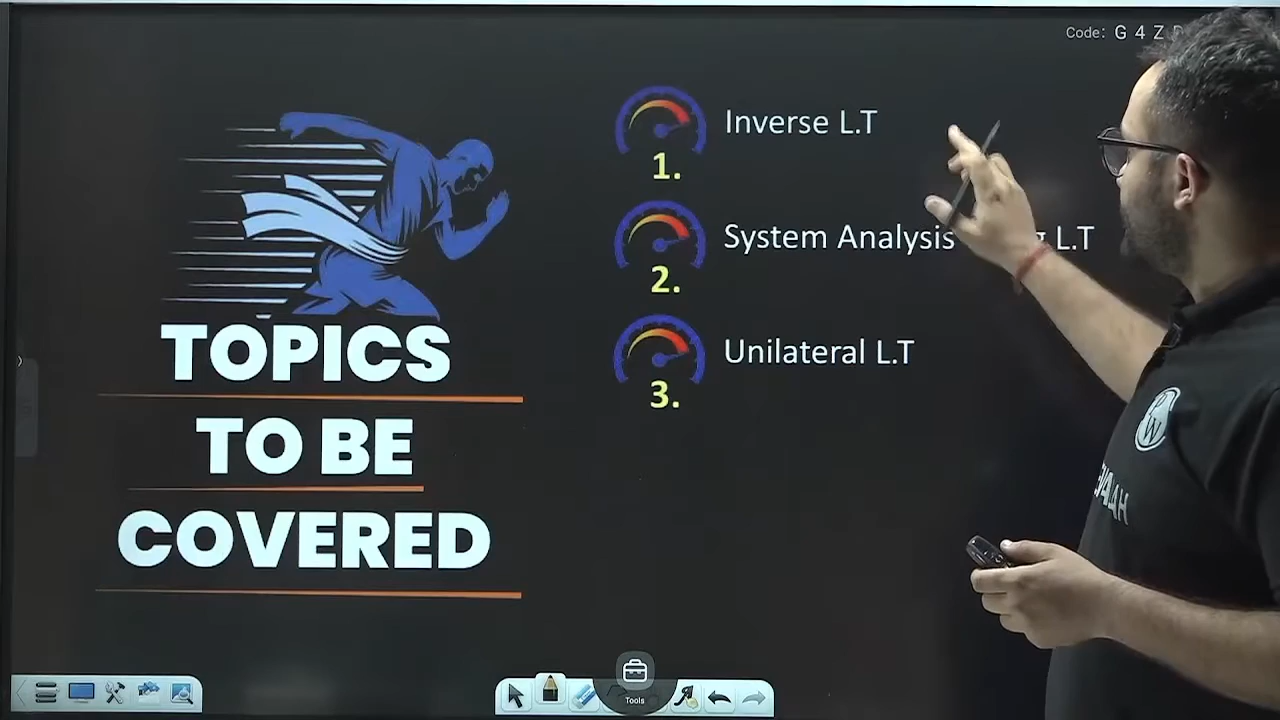 Code: G 4 Z
1.
Inverse L.T
2.
System Analysis L.T
3.
Unilateral L.T
TOPICS
TO BE
COVERED
Tools
W